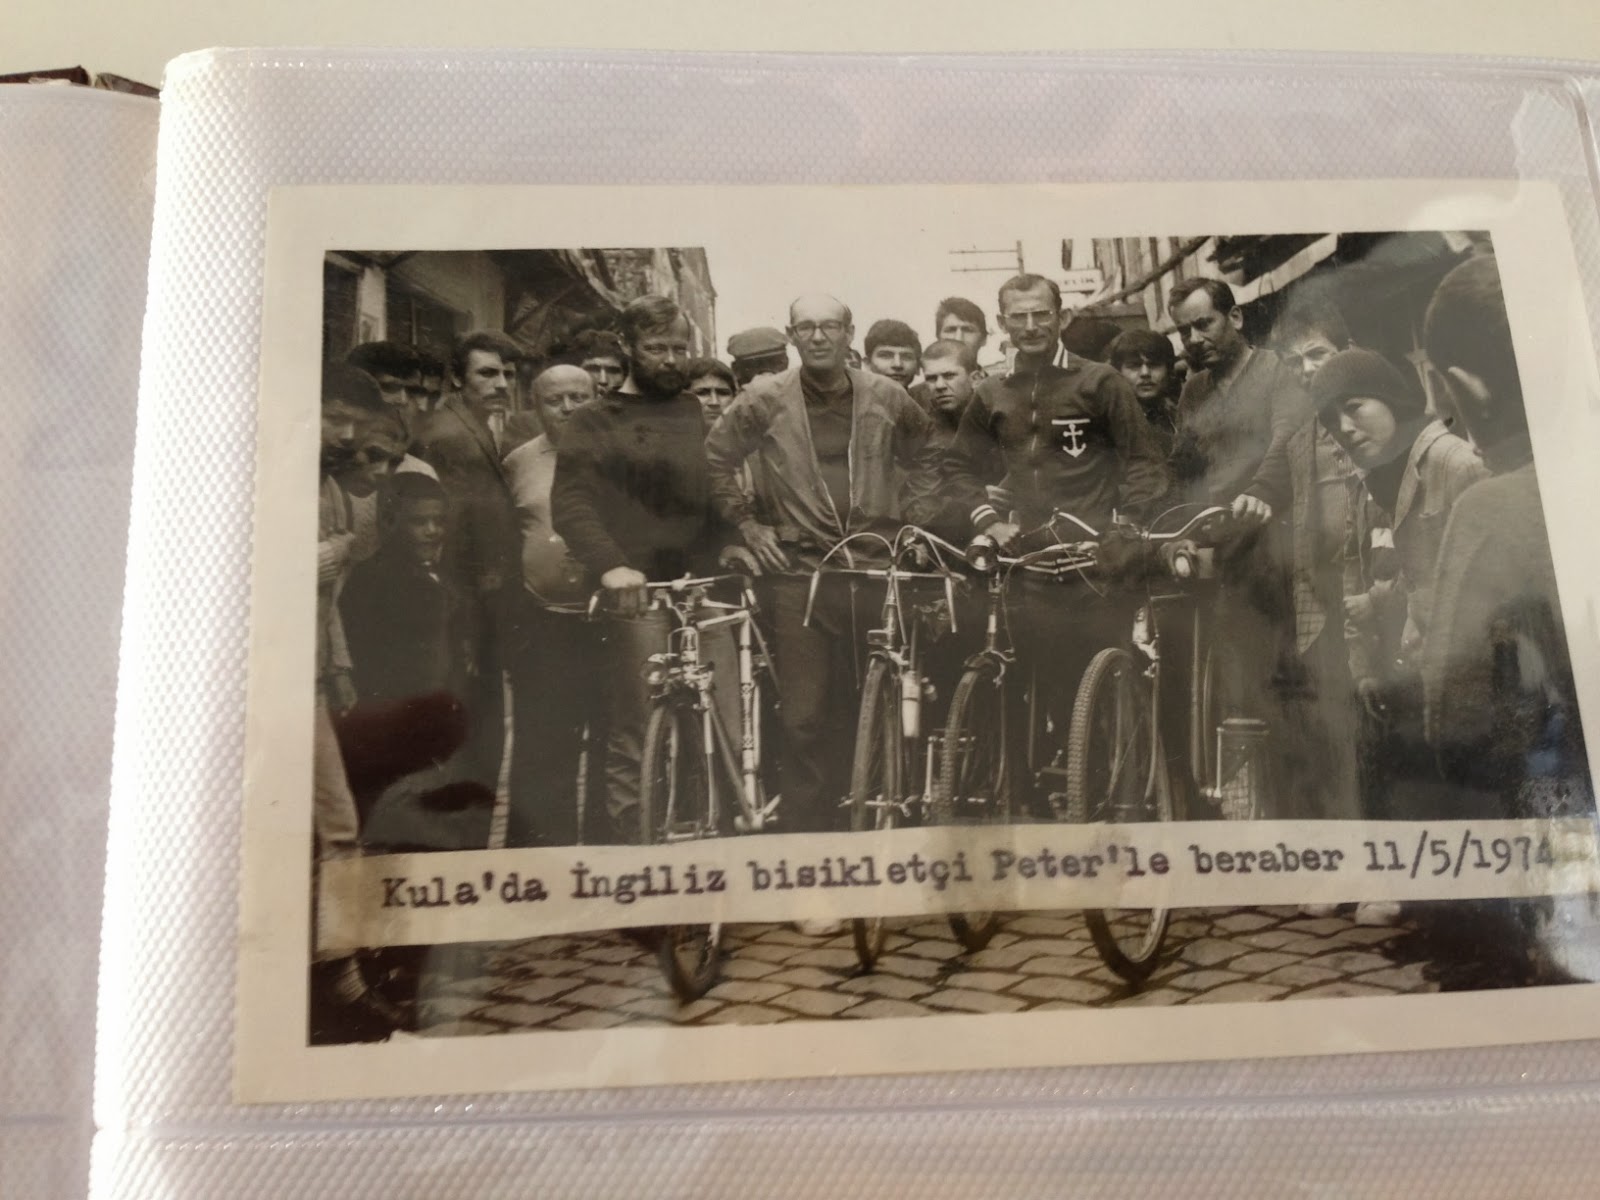 Kula'da İngiliz bisikletçi Peter'le beraber 11/5/1974